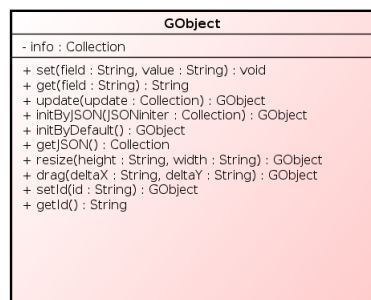 GObject
- info : Collection
+ set(field : String, value : String) : void
+ get(field : String) : String
+ update(update : Collection) : GObject
+ initByJSON(JSONiniter : Collection) : GObject
+ initByDefault() : GObject
+ getJSON() : Collection
+ resize(height : String, width : String) : GObject
+ drag(deltaX : String, deltaY : String) : GObject
+ setId(id : String) : GObject
+ getId() : String